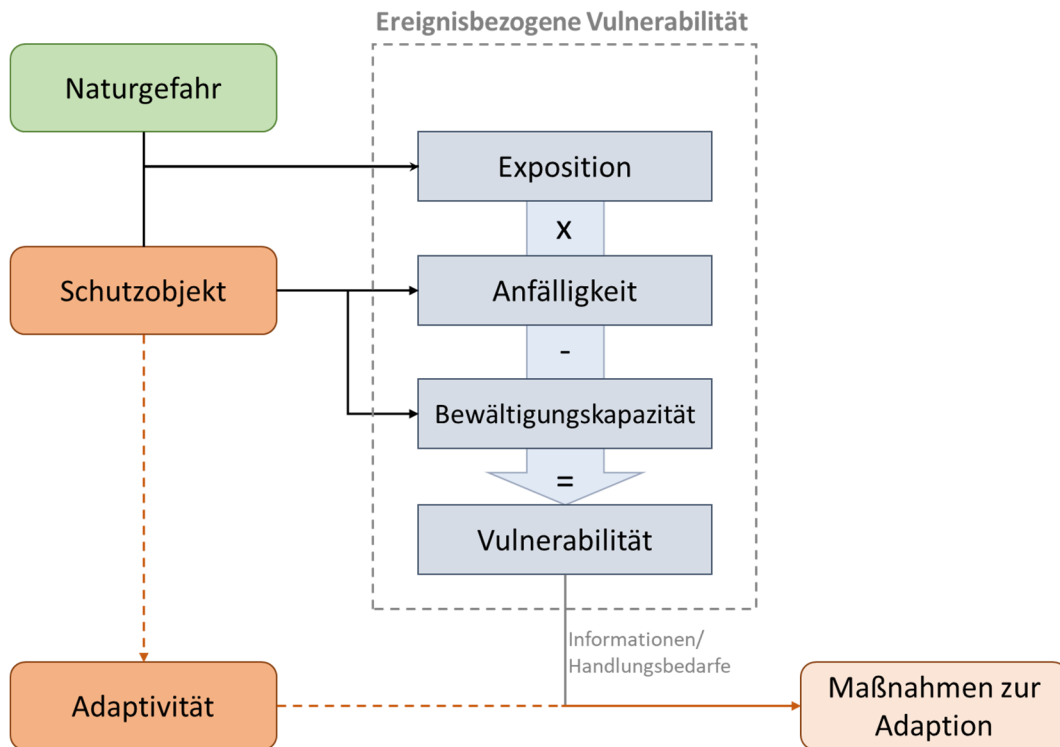 Ereignisbezogene Vulnerabilität
Naturgefahr
Exposition
x
Schutzobjekt
Anfälligkeit
-
Bewältigungskapazität
=
Vulnerabilität
Informationen/
Handlungsbedarfe
Adaptivität
Maßnahmen zur
Adaption